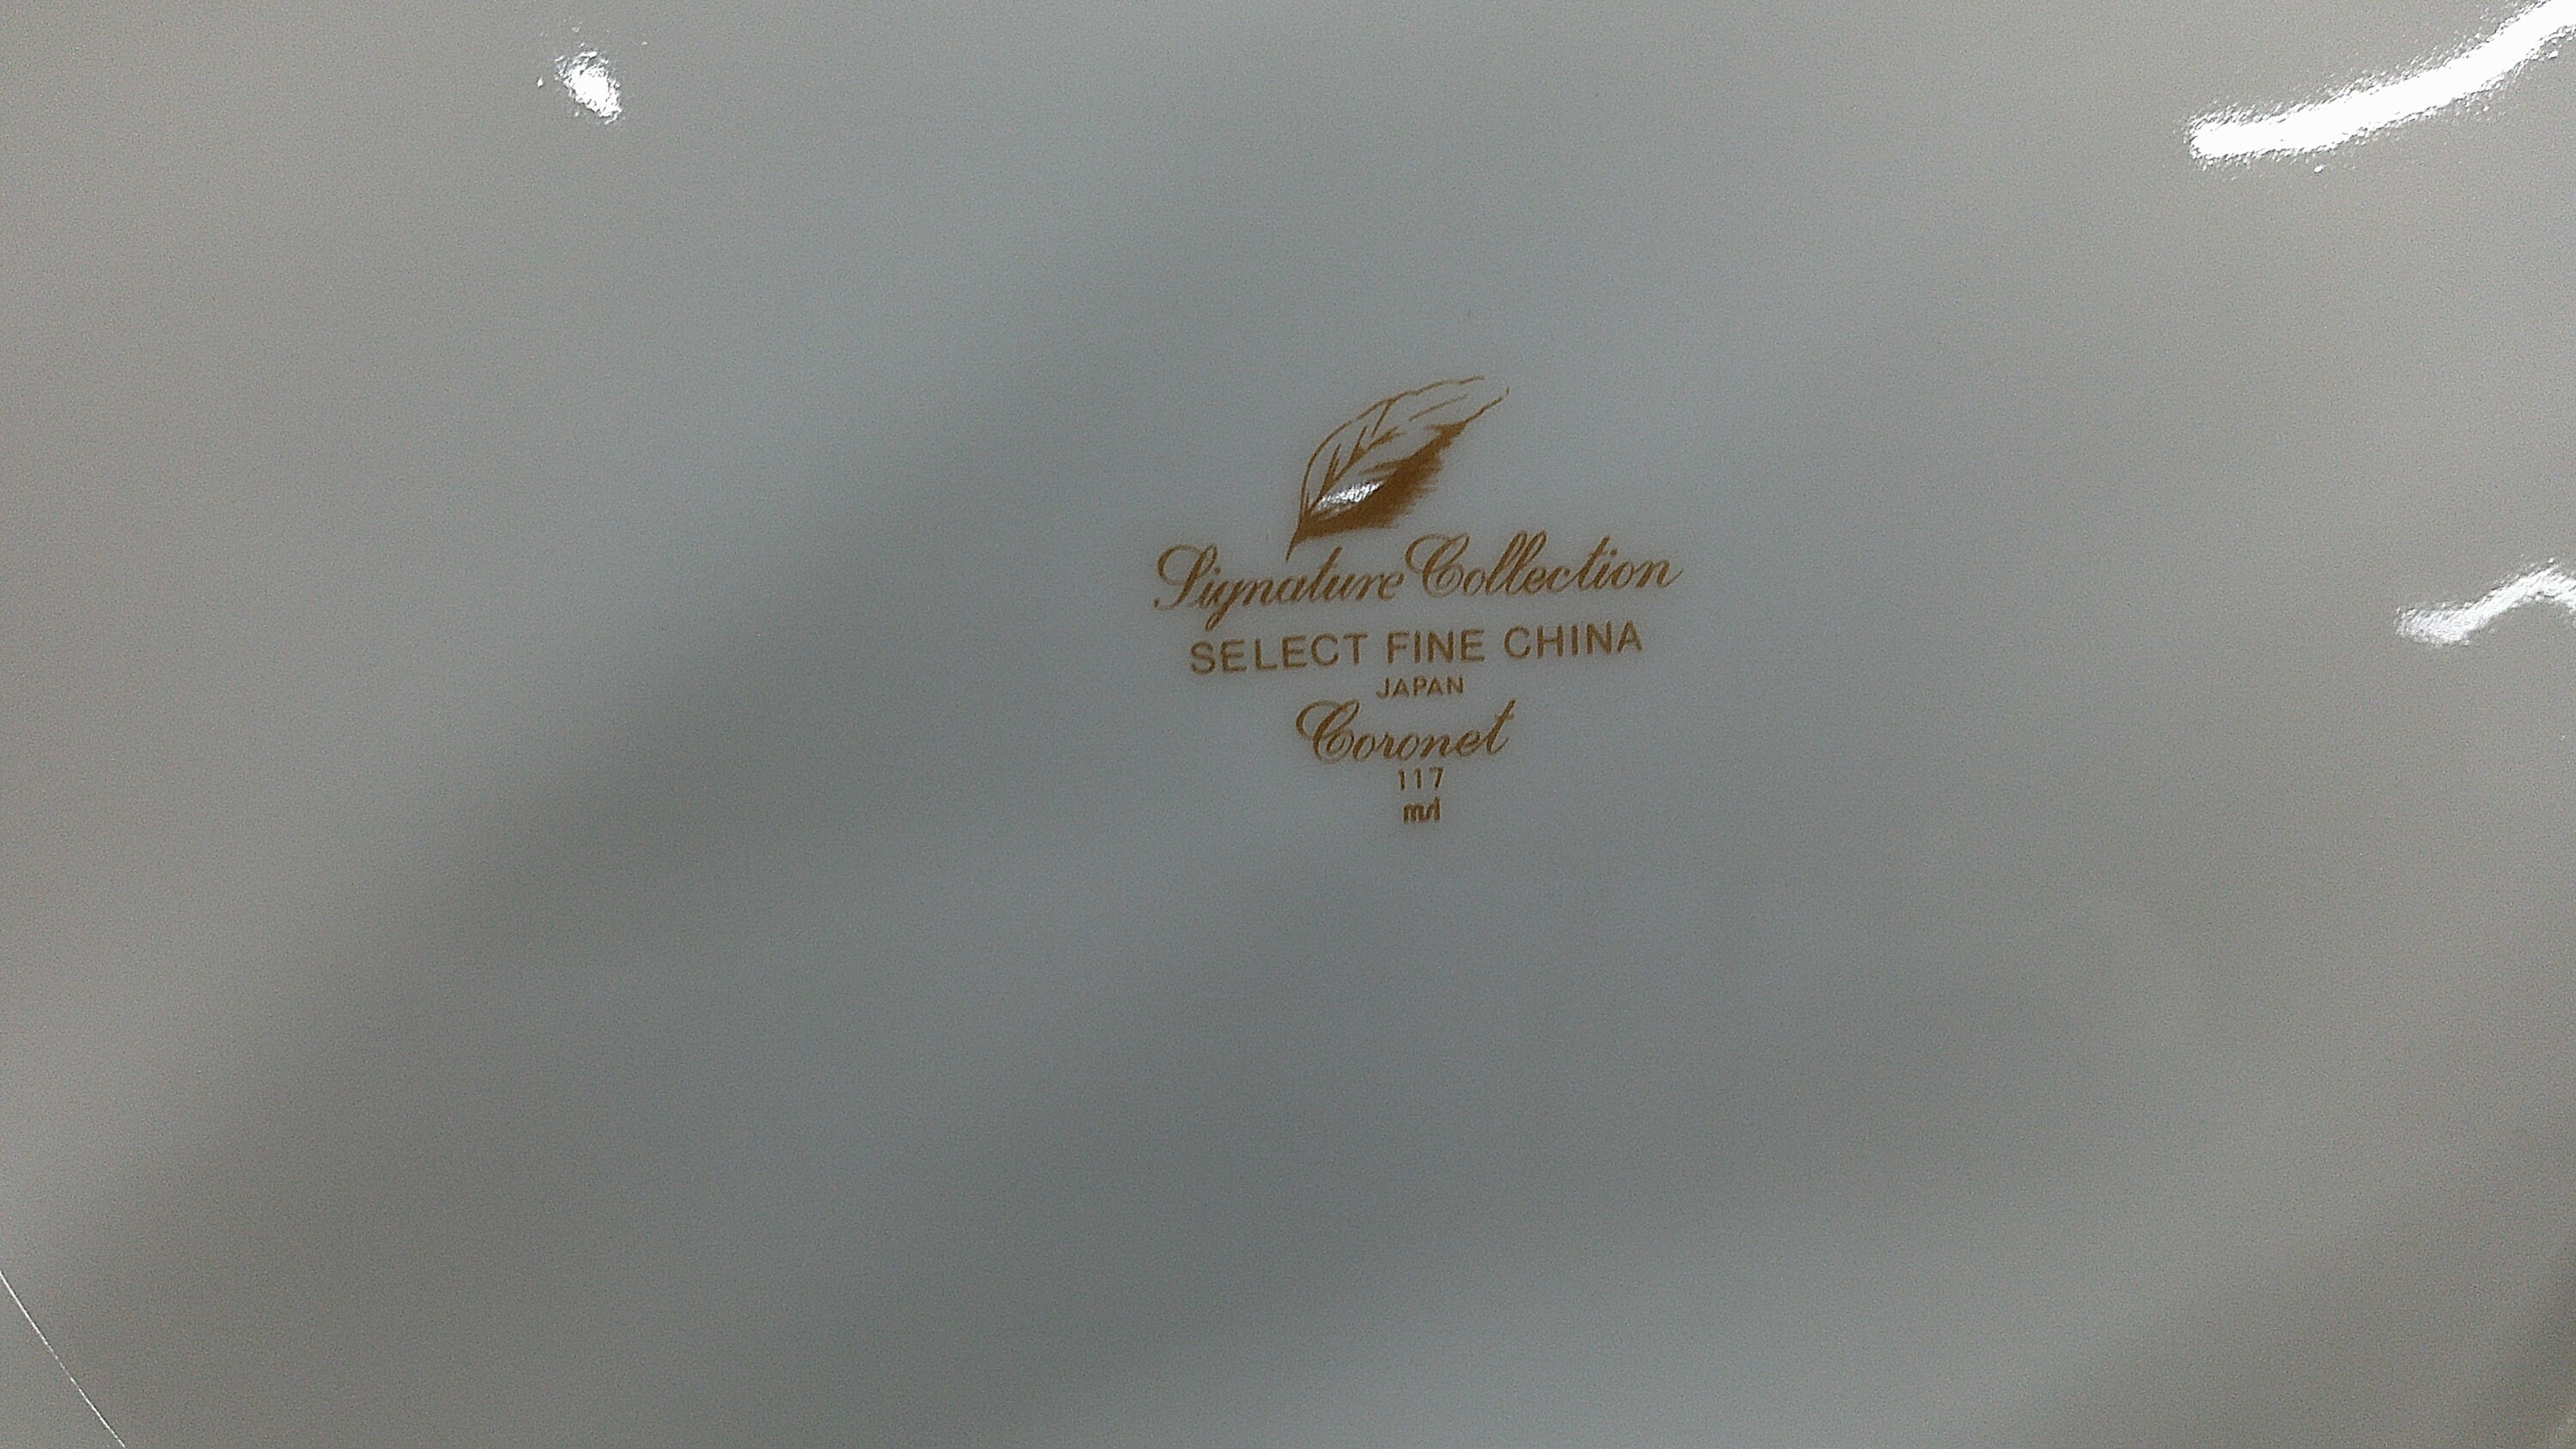 Signature Collection
SELECT FINE CHINA
JAPAN
Coronet
117